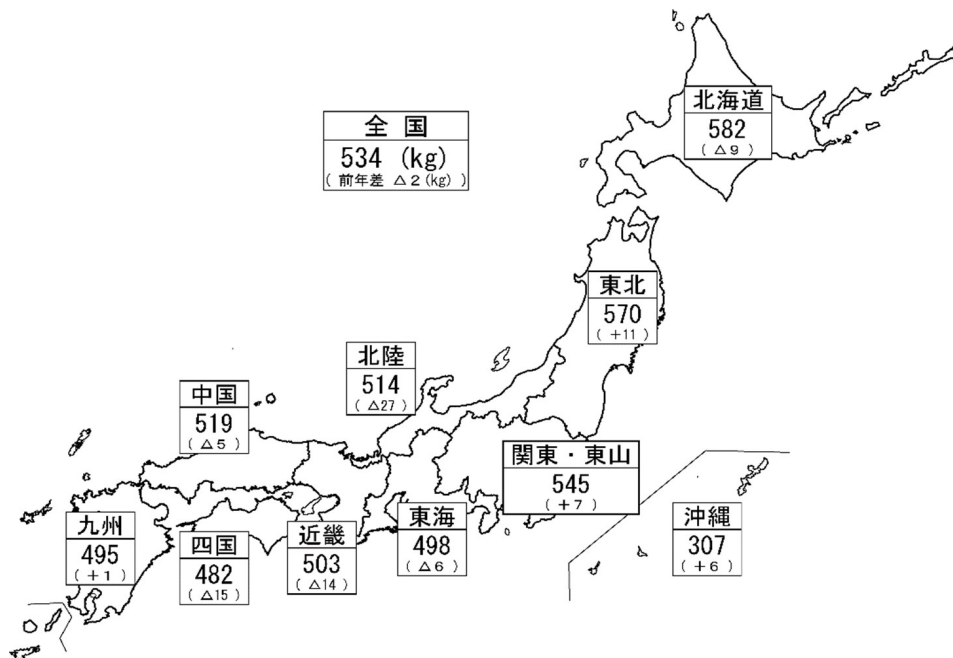 北海道
582
( △9 )
全 国
534 (kg)
( 前年差 △2(kg) )
東北
570
( +11 )
北陸
514
( △27 )
中国
519
( △5 )
関東・東山
545
( +7 )
東海
498
( △6 )
沖縄
307
( +6 )
九州
495
( +1 )
四国
482
( △15 )
近畿
503
( △14 )